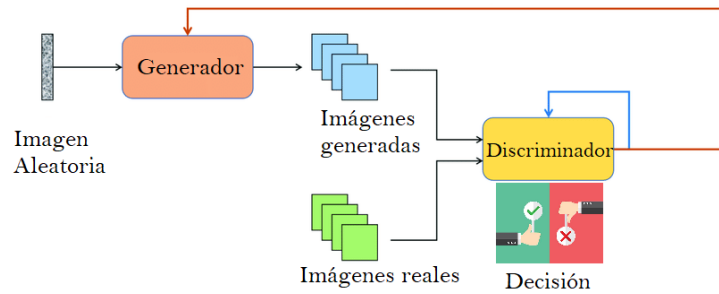 Generador
Imagen
Aleatoria
Imágenes
generadas
Discriminador
Imágenes reales
Decisión